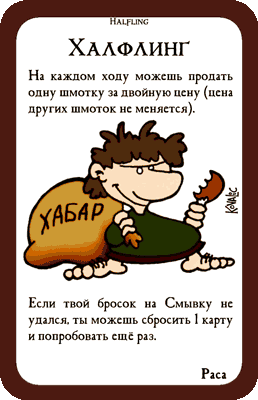 Halfling
Халфлинг
На каждом ходу можешь продать
одну шмотку за двойную цену (цена
других шмоток не меняется).
ХАБАР
Kovalic
Если твой бросок на Смывку не
удался, ты можешь сбросить 1 карту
и попробовать ещё раз.
Раса